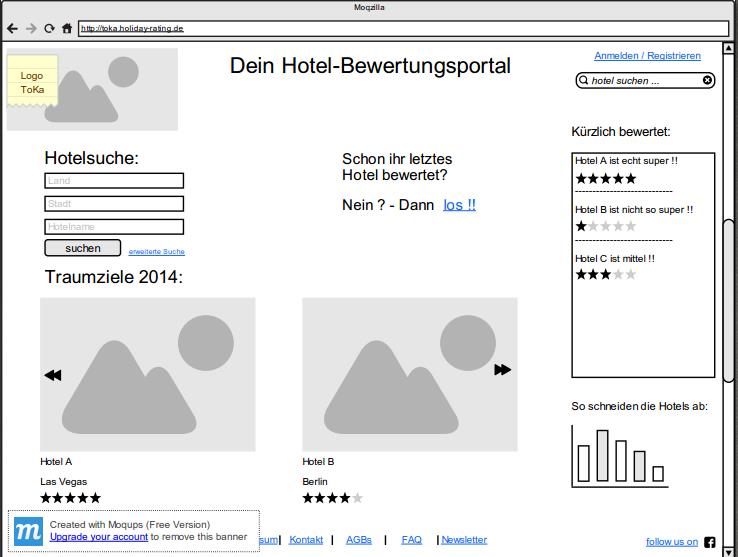 Moqzilla
http://toka.holiday-rating.de
Logo
ToKa
Dein Hotel-Bewertungsportal
Anmelden / Registrieren
hotel suchen ...
Hotelsuche:
Land
Stadt
Hotelname
suchen
erweiterte Suche
Schon ihr letztes
Hotel bewertet?
Nein ? - Dann los !!
Kürzlich bewertet:
Hotel A ist echt super !!
----------------------------
Hotel B ist nicht so super !!
----------------------------
Hotel C ist mittel !!
Traumziele 2014:
Hotel A
Las Vegas
Hotel B
Berlin
So schneiden die Hotels ab:
m
Created with Moqups (Free Version)
Upgrade your account to remove this banner
sum| Kontakt | AGBs | FAQ | Newsletter
follow us on